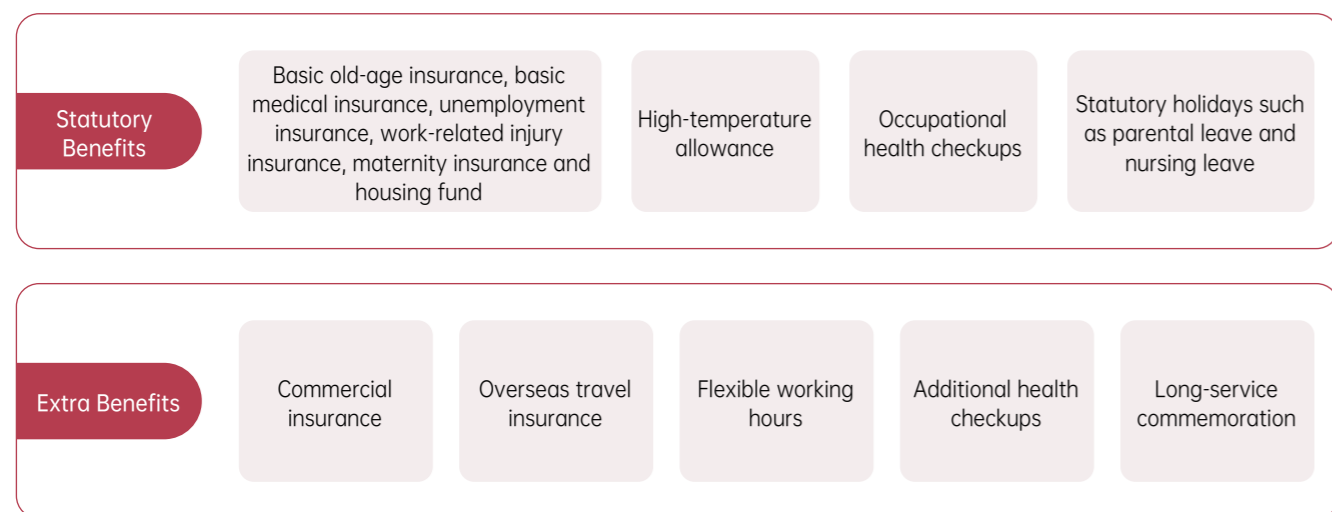 Statutory
Benefits
Basic old-age insurance, basic
medical insurance, unemployment
insurance, work-related injury
insurance, maternity insurance and
housing fund
High-temperature
allowance
Occupational
health checkups
Statutory holidays such
as parental leave and
nursing leave
Extra Benefits
Commercial
insurance
Overseas travel
insurance
Flexible working
hours
Additional health
checkups
Long-service
commemoration